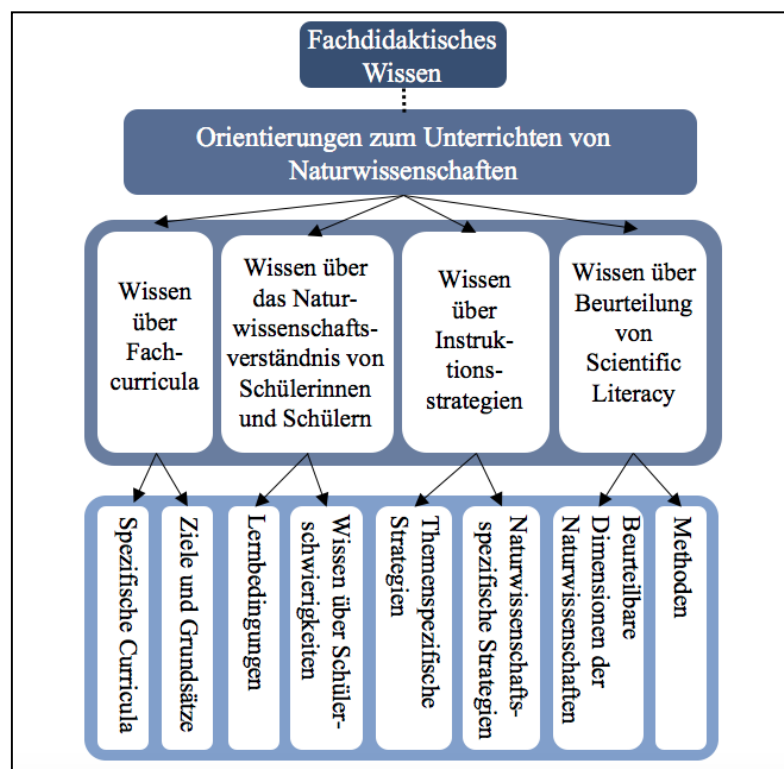 Fachdidaktisches
Wissen
Orientierungen zum Unterrichten von
Naturwissenschaften
Wissen
über
Fach-
curricula
Wissen über
das Natur-
wissenschafts-
verständnis von
Schülerinnen
und Schülern
Wissen
über
Instruk-
tions-
strategien
Wissen über
Beurteilung
von
Scientific
Literacy
Spezifische Curricula
Ziele und Grundsätze
Lernbedingungen
Wissen über Schüler-
schwierigkeiten
Themenspezifische
Strategien
Naturwissenschafts-
spezifische Strategien
Beurteilbare
Dimensionen der
Naturwissenschaften
Methoden